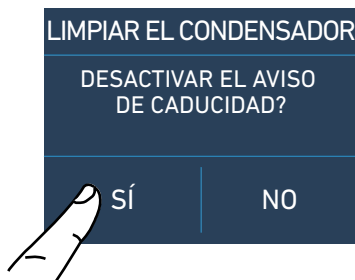 LIMPIAR EL CONDENSADOR
DESACTIVAR EL AVISO
DE CADUCIDAD?
SÍ NO